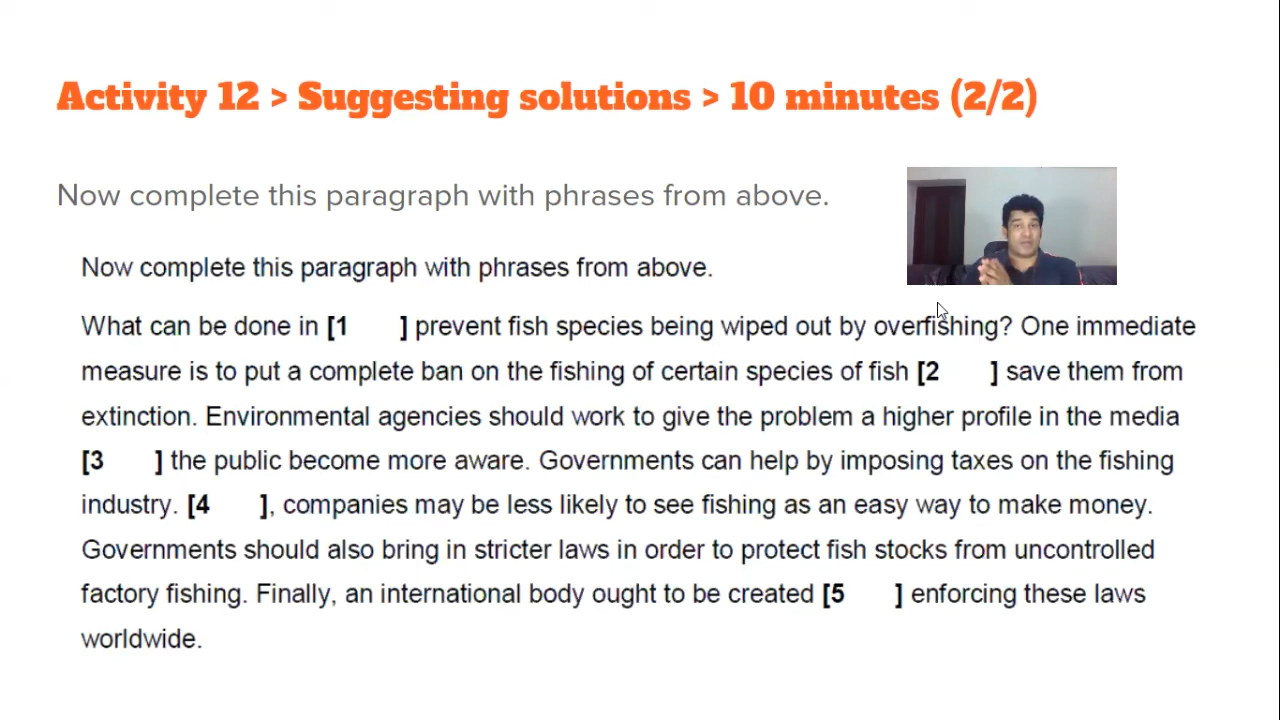 Activity 12 > Suggesting solutions > 10 minutes (2/2)
Now complete this paragraph with phrases from above.
Now complete this paragraph with phrases from above.
What can be done in [1 ] prevent fish species being wiped out by overfishing? One immediate
measure is to put a complete ban on the fishing of certain species of fish [2 ] save them from
extinction. Environmental agencies should work to give the problem a higher profile in the media
[3 ] the public become more aware. Governments can help by imposing taxes on the fishing
industry. [4 ], companies may be less likely to see fishing as an easy way to make money.
Governments should also bring in stricter laws in order to protect fish stocks from uncontrolled
factory fishing. Finally, an international body ought to be created [5 ] enforcing these laws
worldwide.